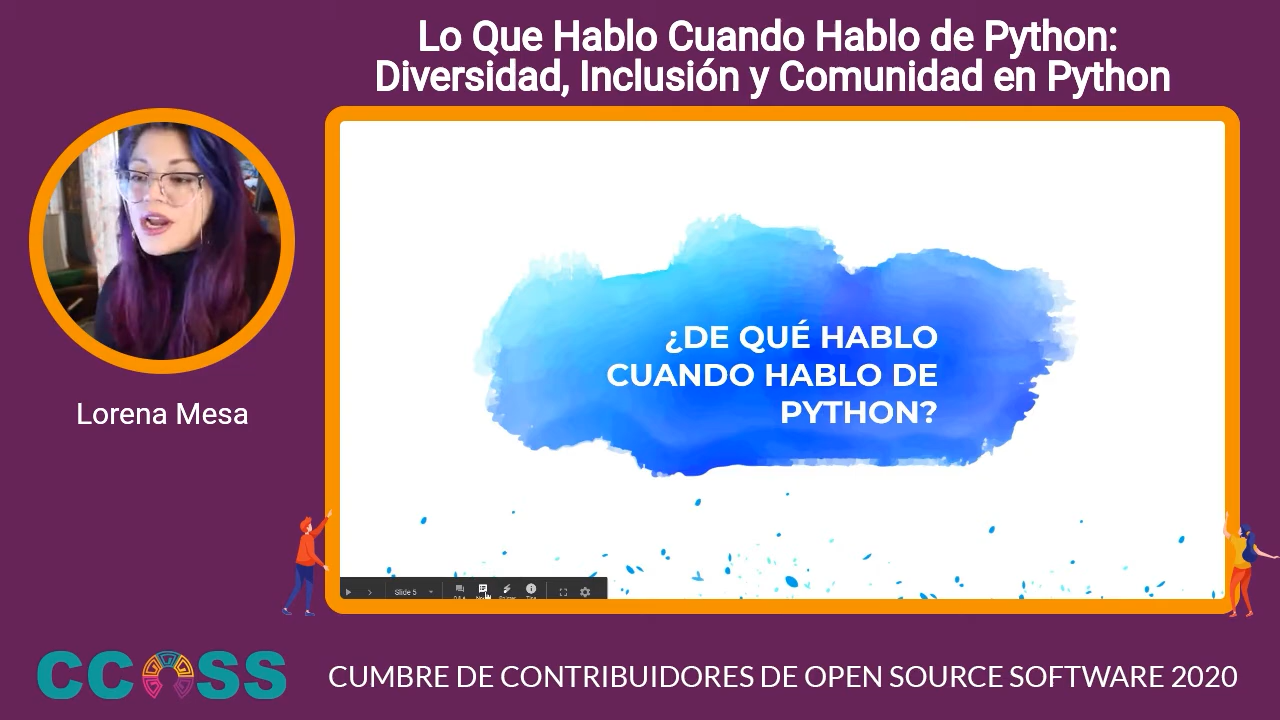 Lo Que Hablo Cuando Hablo de Python:
Diversidad, Inclusión y Comunidad en Python
¿DE QUÉ HABLO
CUANDO HABLO DE
PYTHON?
Lorena Mesa
Slide 5
CCOSS
CUMBRE DE CONTRIBUIDORES DE OPEN SOURCE SOFTWARE 2020